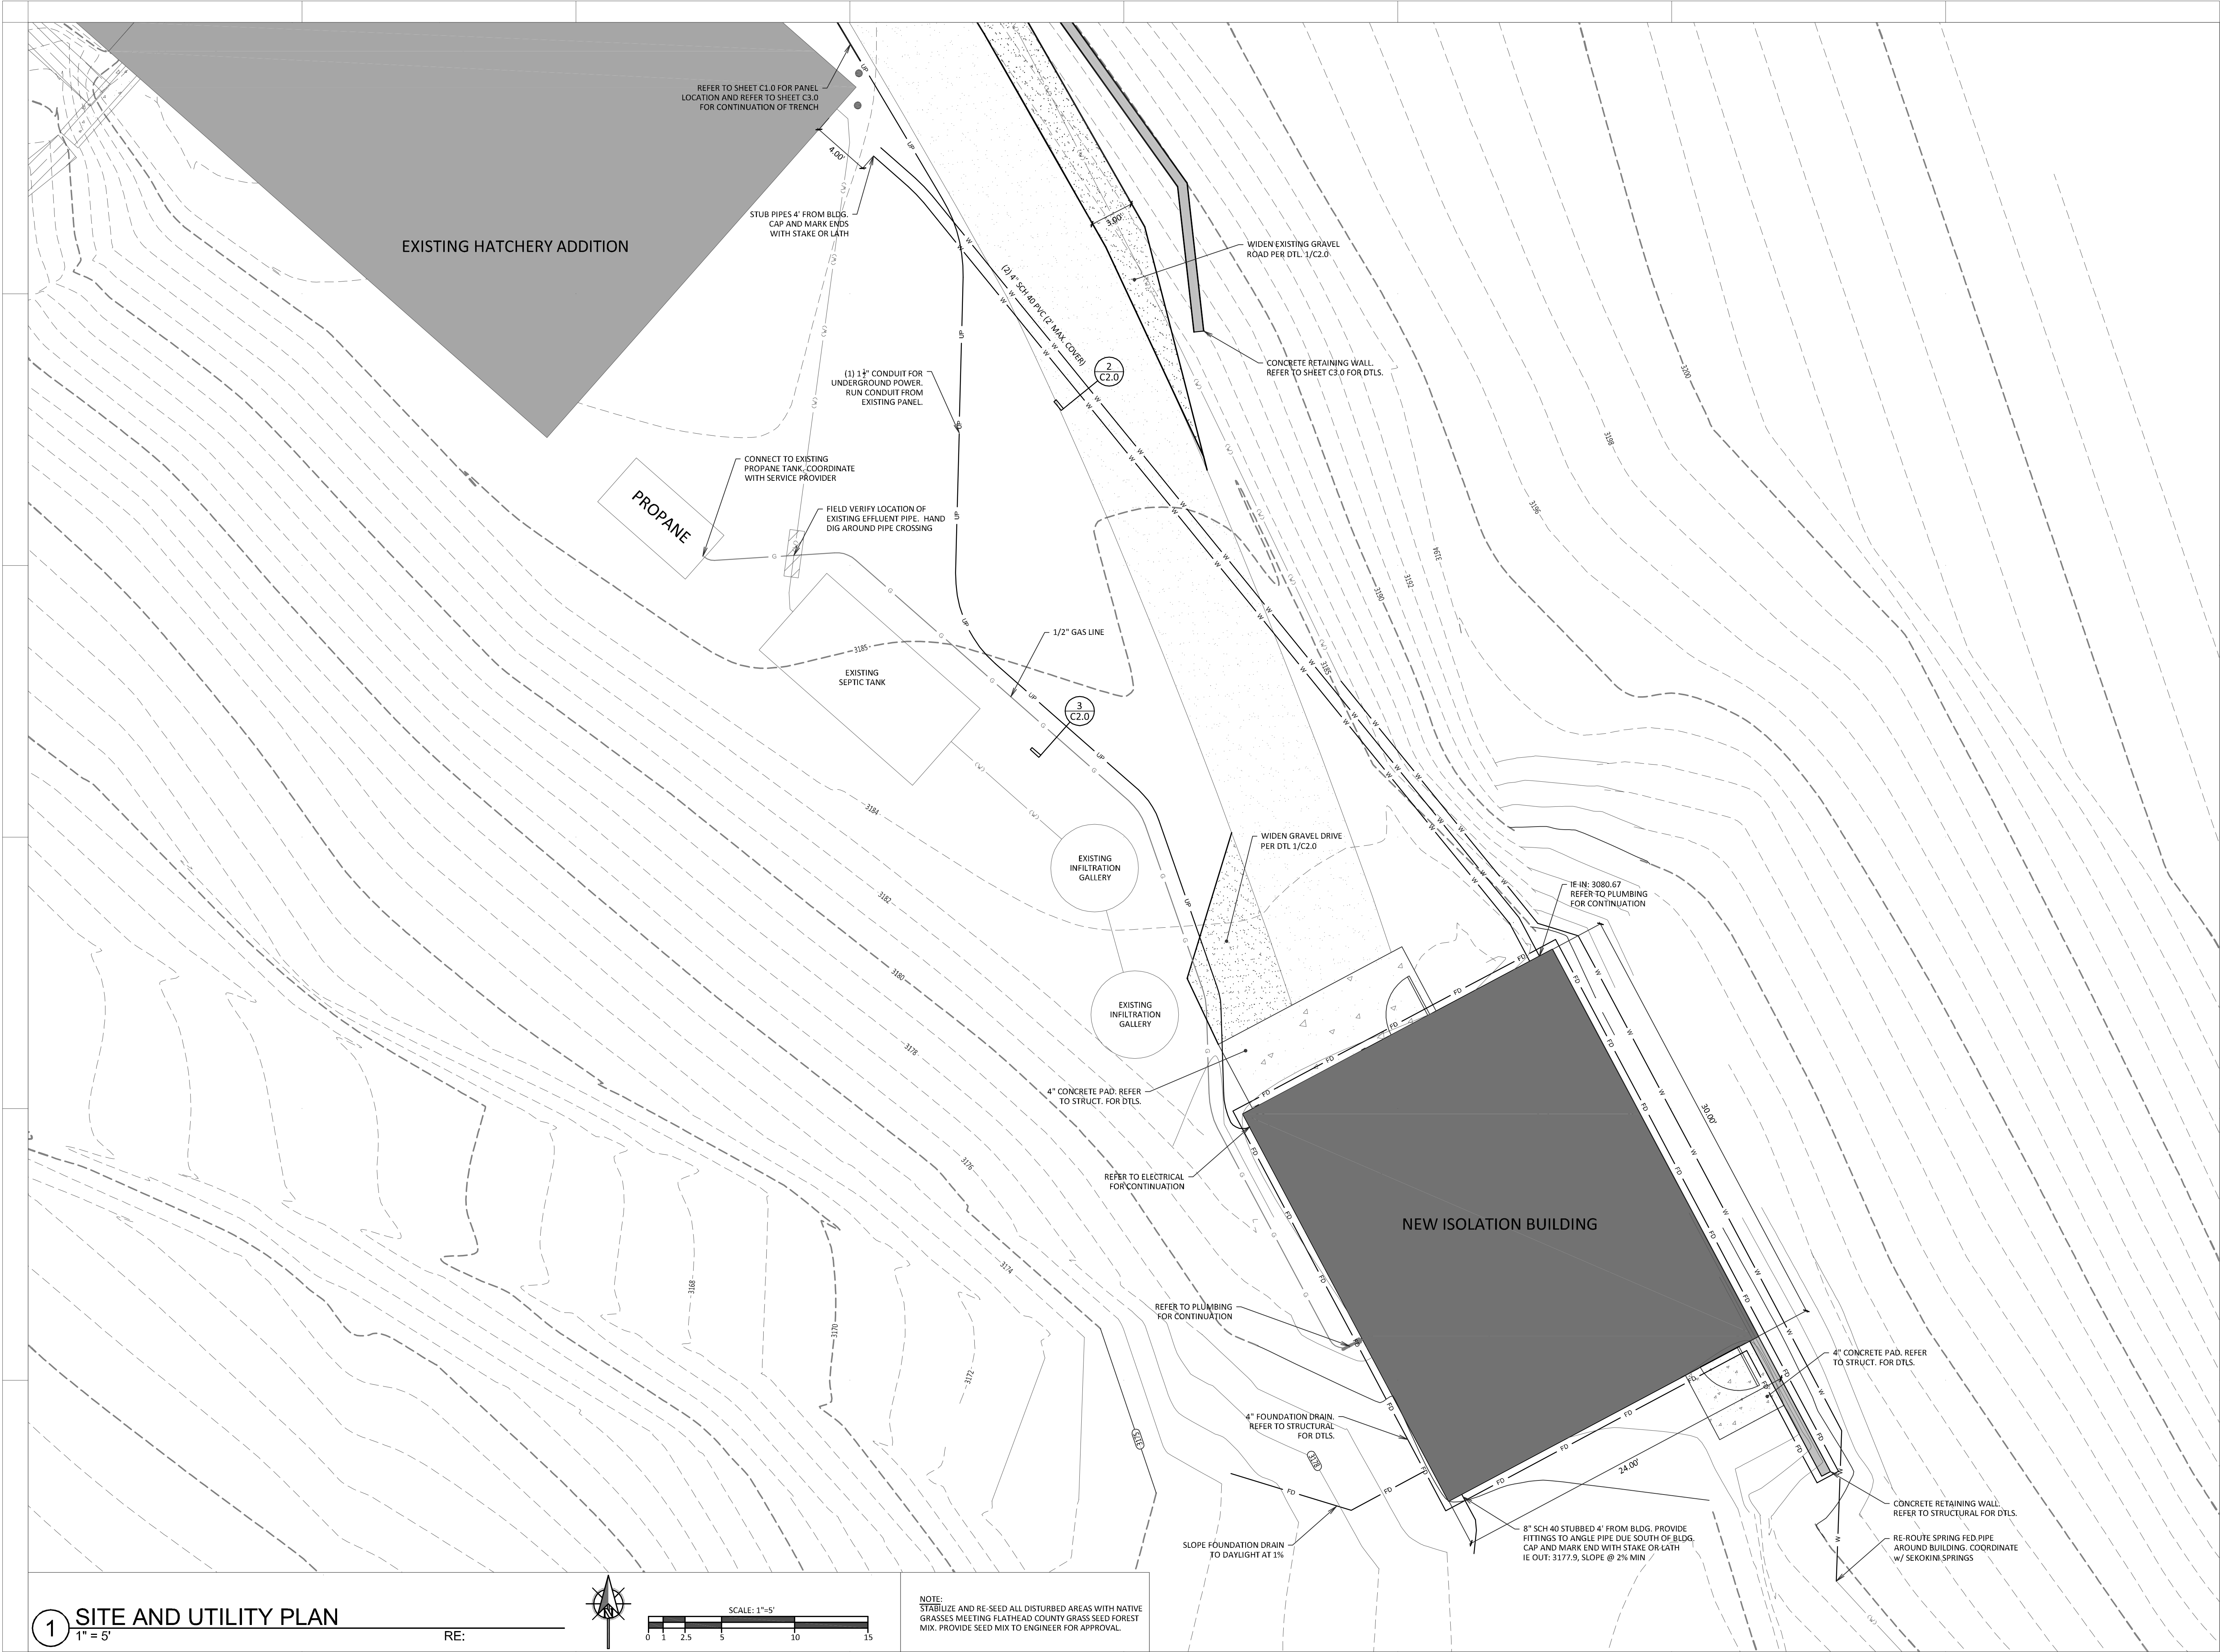 REFER TO SHEET C1.0 FOR PANEL
LOCATION AND REFER TO SHEET C3.0
FOR CONTINUATION OF TRENCH
UP
UP
4.00'
STUB PIPES 4' FROM BLDG.
CAP AND MARK ENDS
WITH STAKE OR LATH
EXISTING HATCHERY ADDITION
3.00'
WIDEN EXISTING GRAVEL
ROAD PER DTL. 1/C2.0
(2) 4" SCH 40 PVC (2' MAX. COVER)
CONCRETE RETAINING WALL.
REFER TO SHEET C3.0 FOR DTLS.
2
C2.0
(1) 1½" CONDUIT FOR
UNDERGROUND POWER.
RUN CONDUIT FROM
EXISTING PANEL.
3200
3198
3196
3194
3192
3190
CONNECT TO EXISTING
PROPANE TANK. COORDINATE
WITH SERVICE PROVIDER
PROPANE
FIELD VERIFY LOCATION OF
EXISTING EFFLUENT PIPE. HAND
DIG AROUND PIPE CROSSING
1/2" GAS LINE
3185
3185
EXISTING
SEPTIC TANK
3
C2.0
3184
3182
3180
3178
3176
3174
3172
3170
3168
WIDEN GRAVEL DRIVE
PER DTL 1/C2.0
EXISTING
INFILTRATION
GALLERY
IE IN: 3080.67
REFER TO PLUMBING
FOR CONTINUATION
EXISTING
INFILTRATION
GALLERY
4" CONCRETE PAD. REFER
TO STRUCT. FOR DTLS.
30.00'
REFER TO ELECTRICAL
FOR CONTINUATION
NEW ISOLATION BUILDING
REFER TO PLUMBING
FOR CONTINUATION
4" CONCRETE PAD. REFER
TO STRUCT. FOR DTLS.
4" FOUNDATION DRAIN.
REFER TO STRUCTURAL
FOR DTLS.
3175
3178
24.00'
CONCRETE RETAINING WALL.
REFER TO STRUCTURAL FOR DTLS.
8" SCH 40 STUBBED 4' FROM BLDG. PROVIDE
FITTINGS TO ANGLE PIPE DUE SOUTH OF BLDG.
CAP AND MARK END WITH STAKE OR LATH
IE OUT: 3177.9, SLOPE @ 2% MIN
RE-ROUTE SPRING FED PIPE
AROUND BUILDING. COORDINATE
w/ SEKOKINI SPRINGS
SLOPE FOUNDATION DRAIN
TO DAYLIGHT AT 1%
1
SITE AND UTILITY PLAN
1" = 5'
RE:
N
SCALE: 1"=5'
0 1 2.5 5 10 15
NOTE:
STABILIZE AND RE-SEED ALL DISTURBED AREAS WITH NATIVE
GRASSES MEETING FLATHEAD COUNTY GRASS SEED FOREST
MIX. PROVIDE SEED MIX TO ENGINEER FOR APPROVAL.